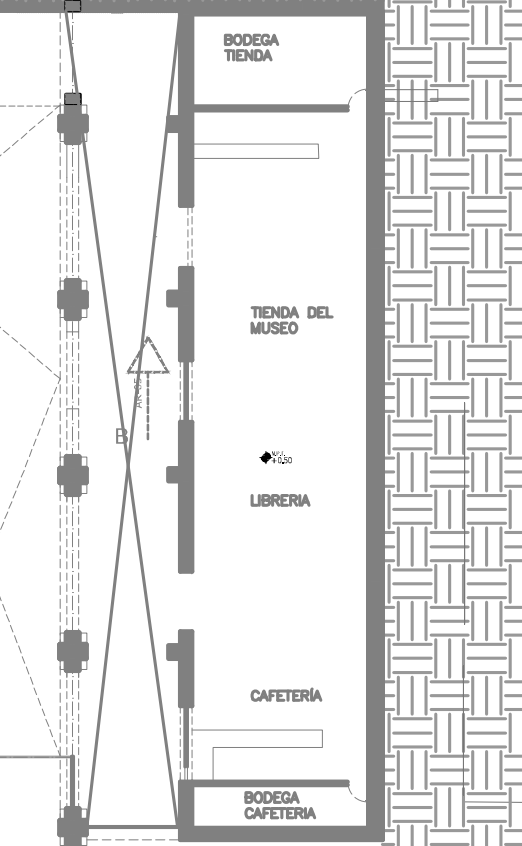 BODEGA
TIENDA
TIENDA DEL
MUSEO
B
+0.50
LIBRERIA
CAFETERÍA
BODEGA
CAFETERIA